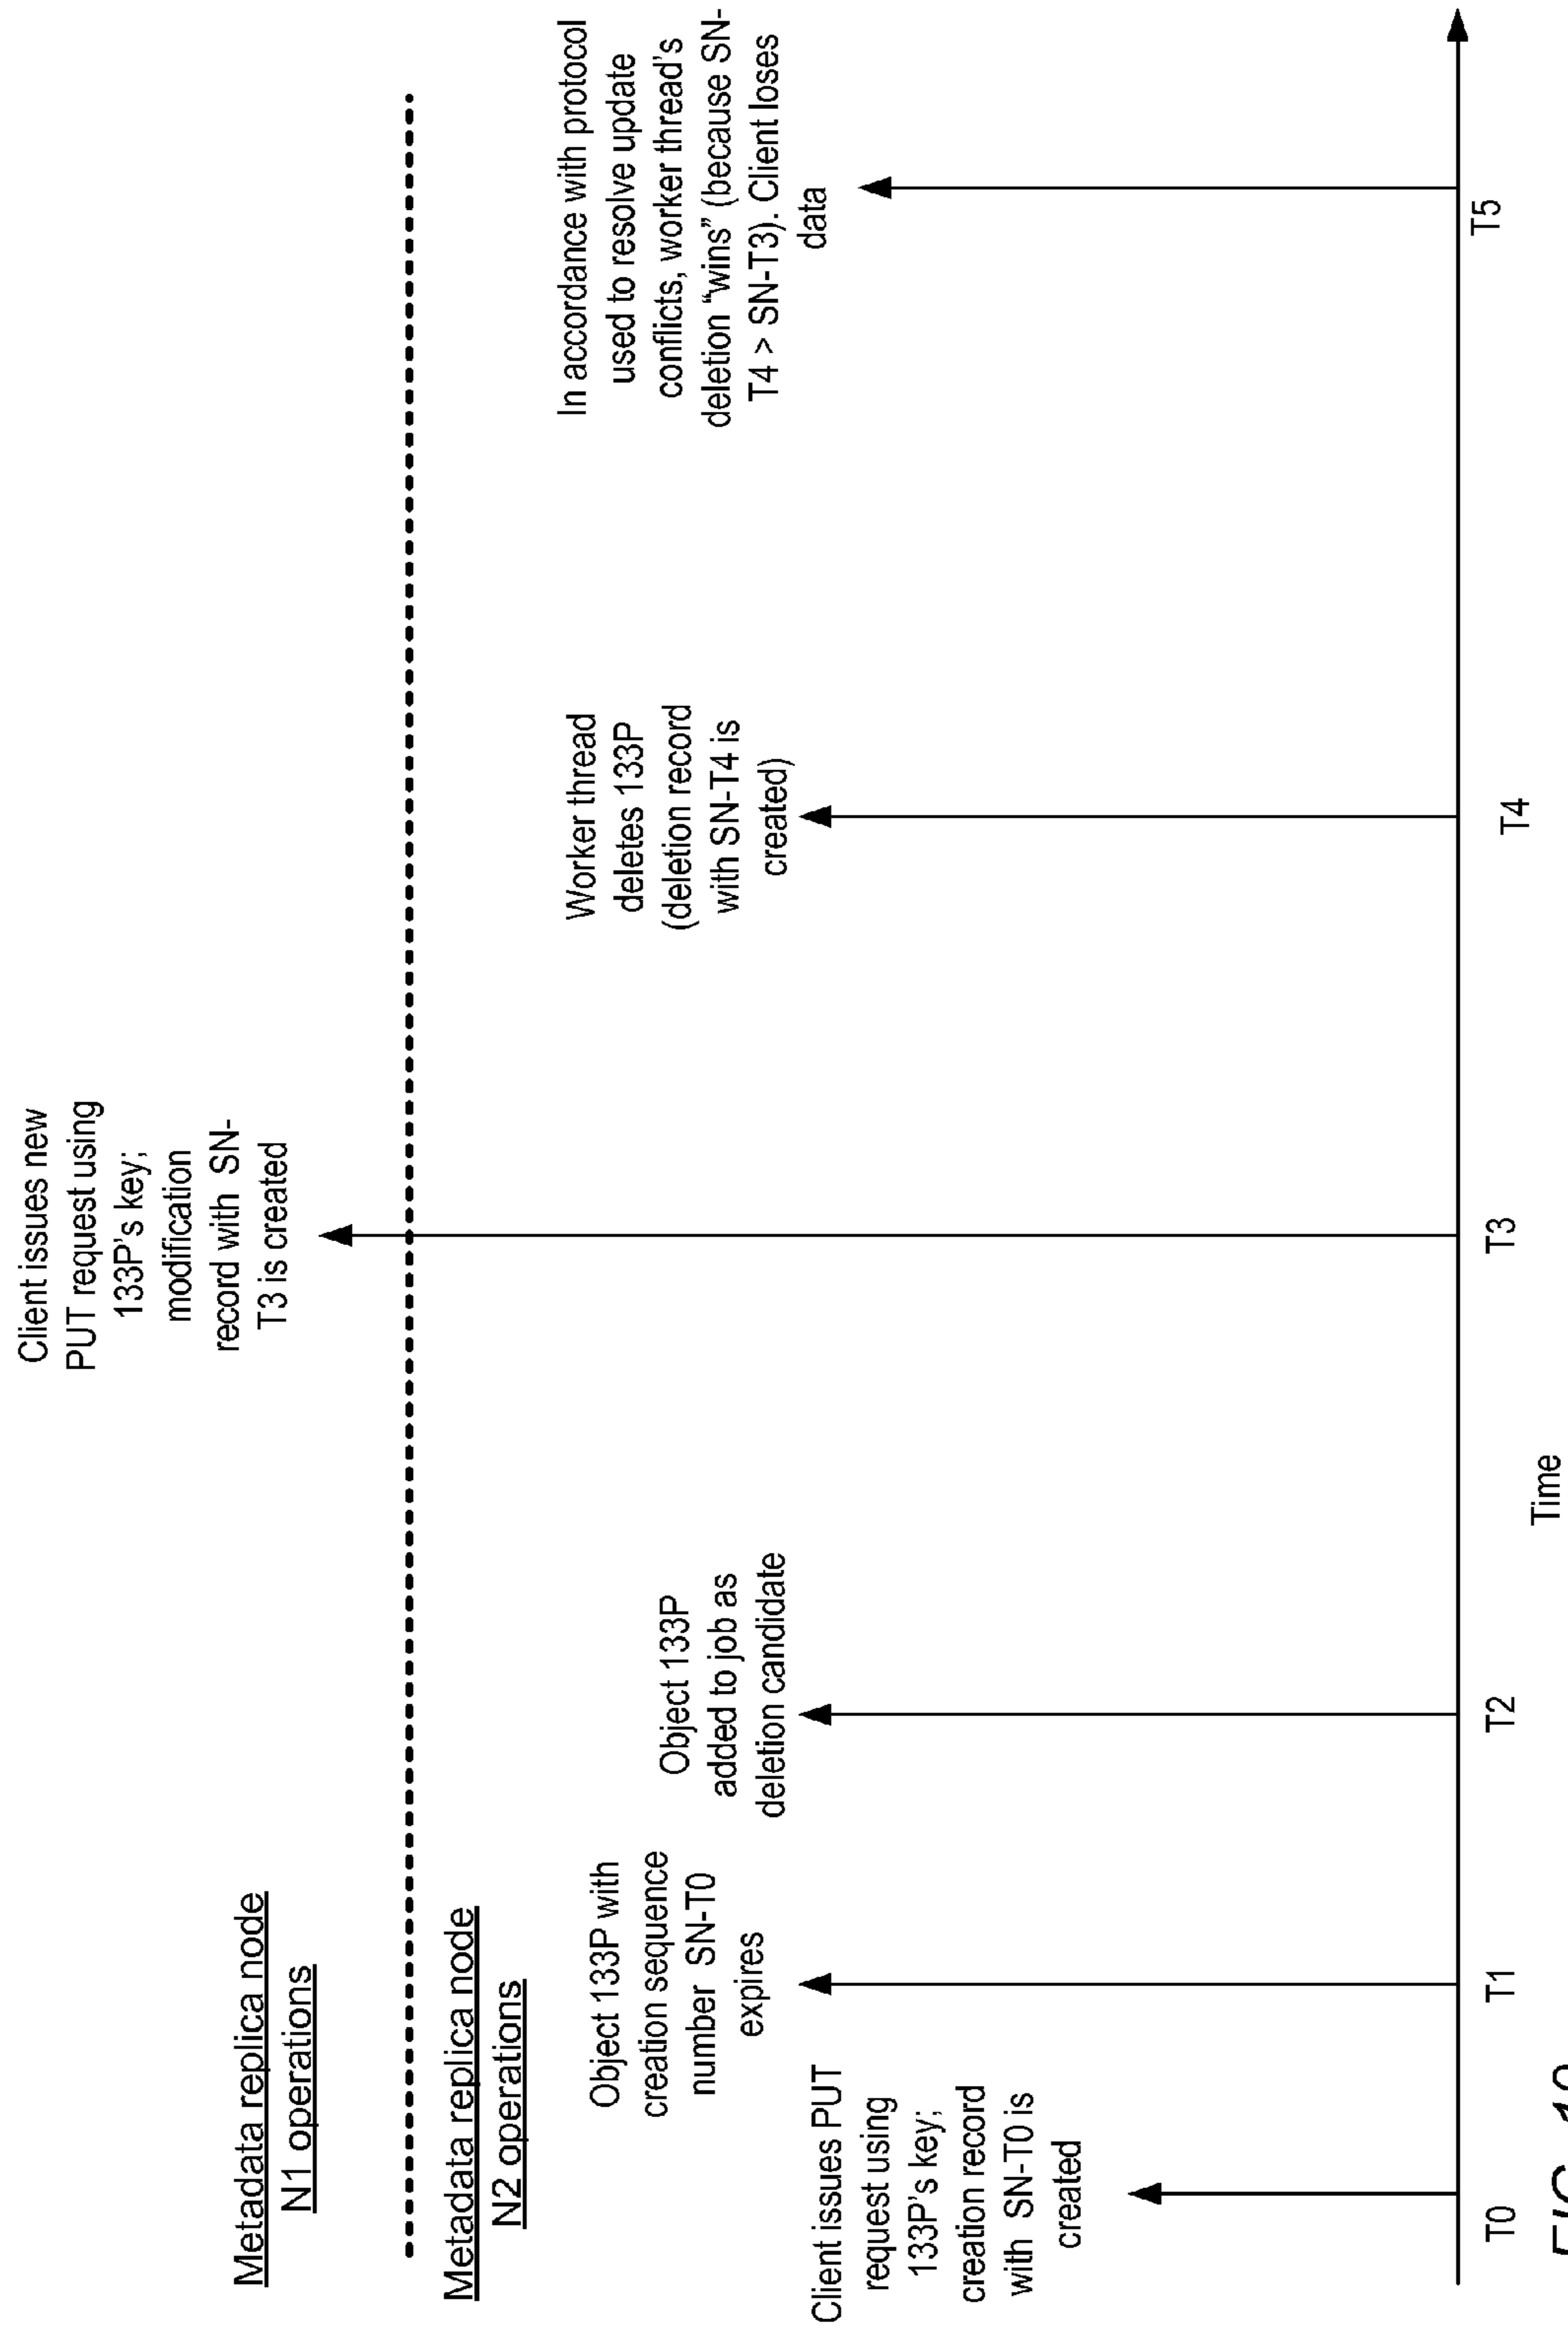 Client issues new
PUT request using
133P's key;
modification
record with SN-
T3 is created
Metadata replica node
N1 operations
Metadata replica node
N2 operations
Client issues PUT
request using
133P's key;
creation record
with SN-T0 is
created
Object 133P with
creation sequence
number SN-T0
expires
Object 133P
added to job as
deletion candidate
Worker thread
deletes 133P
(deletion record
with SN-T4 is
created)
In accordance with protocol
used to resolve update
conflicts, worker thread's
deletion “wins” (because SN-
T4 > SN-T3). Client loses
data
T0
T1
T2
T3
T4
T5
Time
FIG.